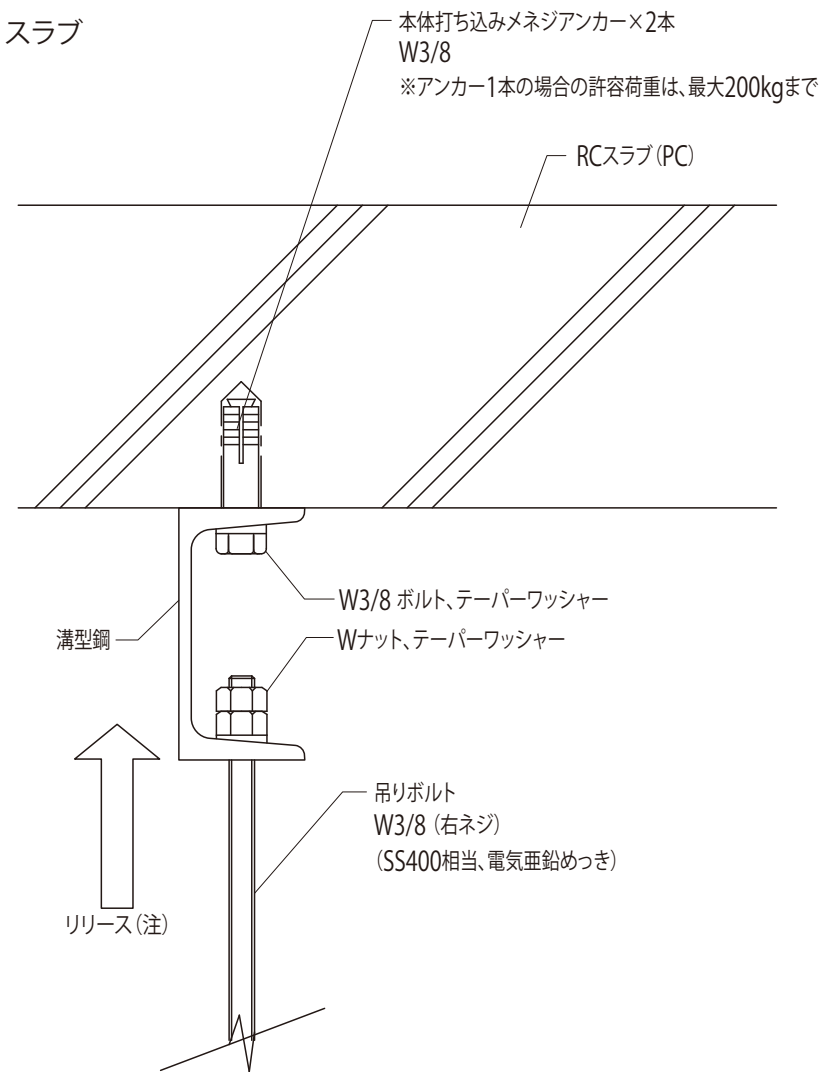 スラブ
本体打ち込みメネジアンカー×2本
W3/8
※アンカー1本の場合の許容荷重は、最大200kgまで
RCスラブ(PC)
W3/8 ボルト、テーパーワッシャー
溝型鋼
Wナット、テーパーワッシャー
吊りボルト
W3/8 (右ネジ)
(SS400相当、電気亜鉛めっき)
リリース(注)